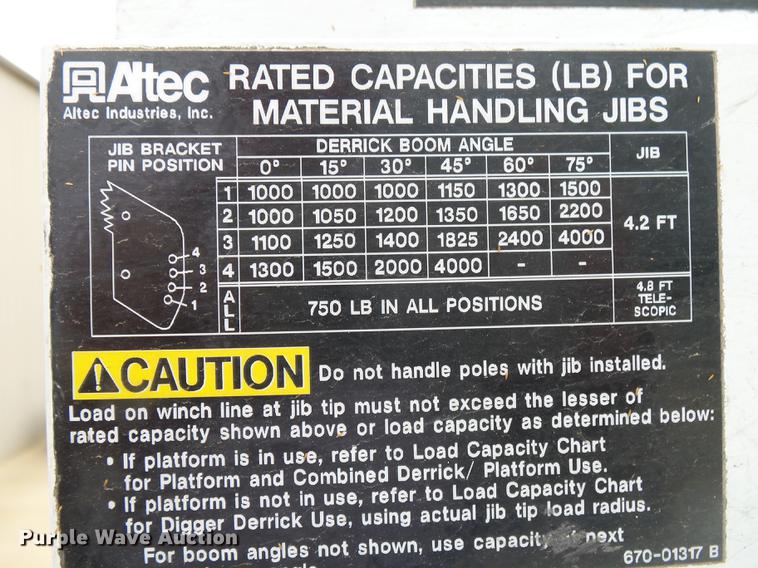 Altec
Altec Industries, Inc.
RATED CAPACITIES (LB) FOR
MATERIAL HANDLING JIBS
JIB BRACKET
PIN POSITION
DERRICK BOOM ANGLE
JIB
0° 15° 30° 45° 60° 75°
1 1000 1000 1000 1150 1300 1500
2 1000 1050 1200 1350 1650 2200
3 1100 1250 1400 1825 2400 4000
4 1300 1500 2000 4000 - -
4.2 FT
4
3
2
1
ALL
750 LB IN ALL POSITIONS
4.8 FT
TELE-
SCOPIC
CAUTION Do not handle poles with jib installed.
Load on winch line at jib tip must not exceed the lesser of
rated capacity shown above or load capacity as determined below:
• If platform is in use, refer to Load Capacity Chart
for Platform and Combined Derrick/ Platform Use.
• If platform is not in use, refer to Load Capacity Chart
for Digger Derrick Use, using actual jib tip load radius.
For boom angles not shown, use capacity next
angle.
670-01317 B
Purple Wave Auction